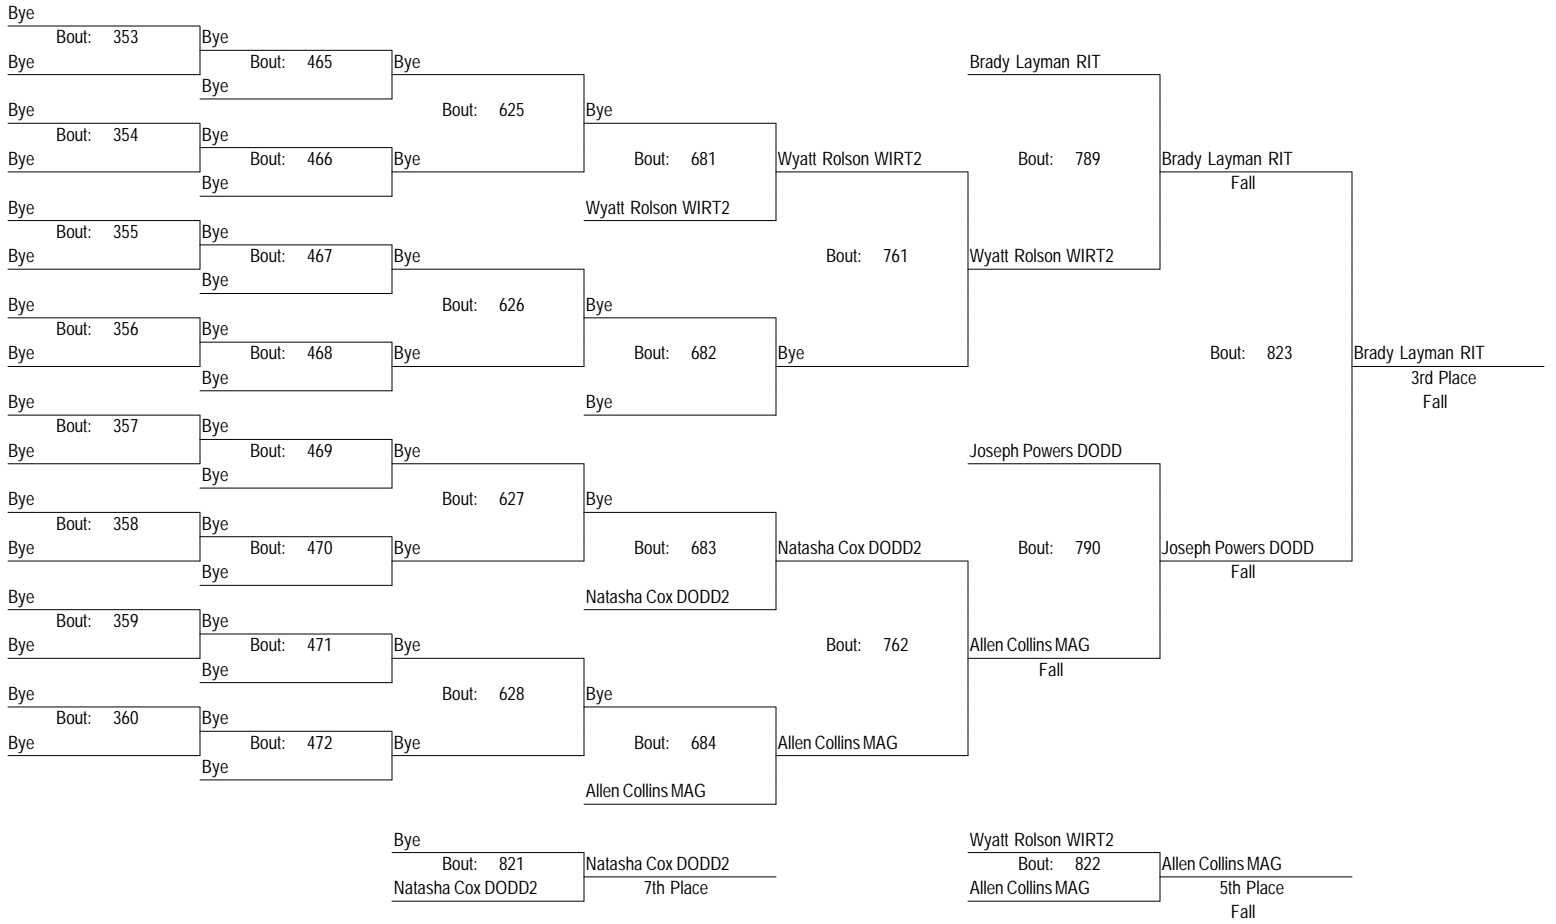 Bye
Bout: 353 Bye
Bye Bout: 465 Bye Brady Layman RIT
Bye
Bye Bout: 625 Bye
Bout: 354 Bye
Bye Bout: 466 Bye Bout: 681 Wyatt Rolson WIRT2 Bout: 789 Brady Layman RIT
Bye Fall
Bye Wyatt Rolson WIRT2
Bout: 355 Bye
Bye Bout: 467 Bye Bout: 761 Wyatt Rolson WIRT2
Bye
Bye Bout: 626 Bye
Bout: 356 Bye
Bye Bout: 468 Bye Bout: 682 Bye Bout: 823 Brady Layman RIT
Bye 3rd Place
Bye Bye Fall
Bout: 357 Bye
Bye Bout: 469 Bye Joseph Powers DODD
Bye
Bye Bout: 627 Bye
Bout: 358 Bye
Bye Bout: 470 Bye Bout: 683 Natasha Cox DODD2 Bout: 790 Joseph Powers DODD
Bye Fall
Bye Natasha Cox DODD2
Bout: 359 Bye
Bye Bout: 471 Bye Bout: 762 Allen Collins MAG
Bye Fall
Bye Bout: 628 Bye
Bout: 360 Bye
Bye Bout: 472 Bye Bout: 684 Allen Collins MAG
Bye
Allen Collins MAG
Bye Wyatt Rolson WIRT2
Bout: 821 Natasha Cox DODD2 Bout: 822 Allen Collins MAG
Natasha Cox DODD2 7th Place Allen Collins MAG 5th Place
Fall